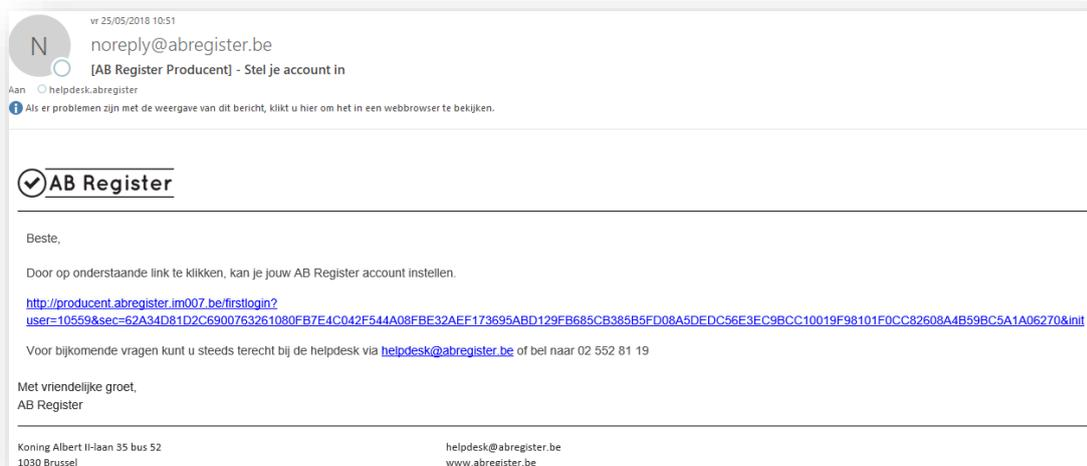 vr 25/05/2018 10:51
N
noreply@abregister.be
[AB Register Producent] - Stel je account in
Aan helpdesk.abregister
Als er problemen zijn met de weergave van dit bericht, klikt u hier om het in een webbrowser te bekijken.
AB Register
Beste,
Door op onderstaande link te klikken, kan je jouw AB Register account instellen.
http://producent.abregister.im007.be/firstlogin?
user=10559&sec=62A34D81D2C6900763261080FB7E4C042F544A08FBE32AEF173695ABD129FB685CB385B5FD08A5DEDC56E3EC9BCC10019F98101F0CC82608A4B59BC5A1A06270&init
Voor bijkomende vragen kunt u steeds terecht bij de helpdesk via helpdesk@abregister.be of bel naar 02 552 81 19
Met vriendelijke groet,
AB Register
Koning Albert II-laan 35 bus 52 helpdesk@abregister.be
1030 Brussel www.abregister.be